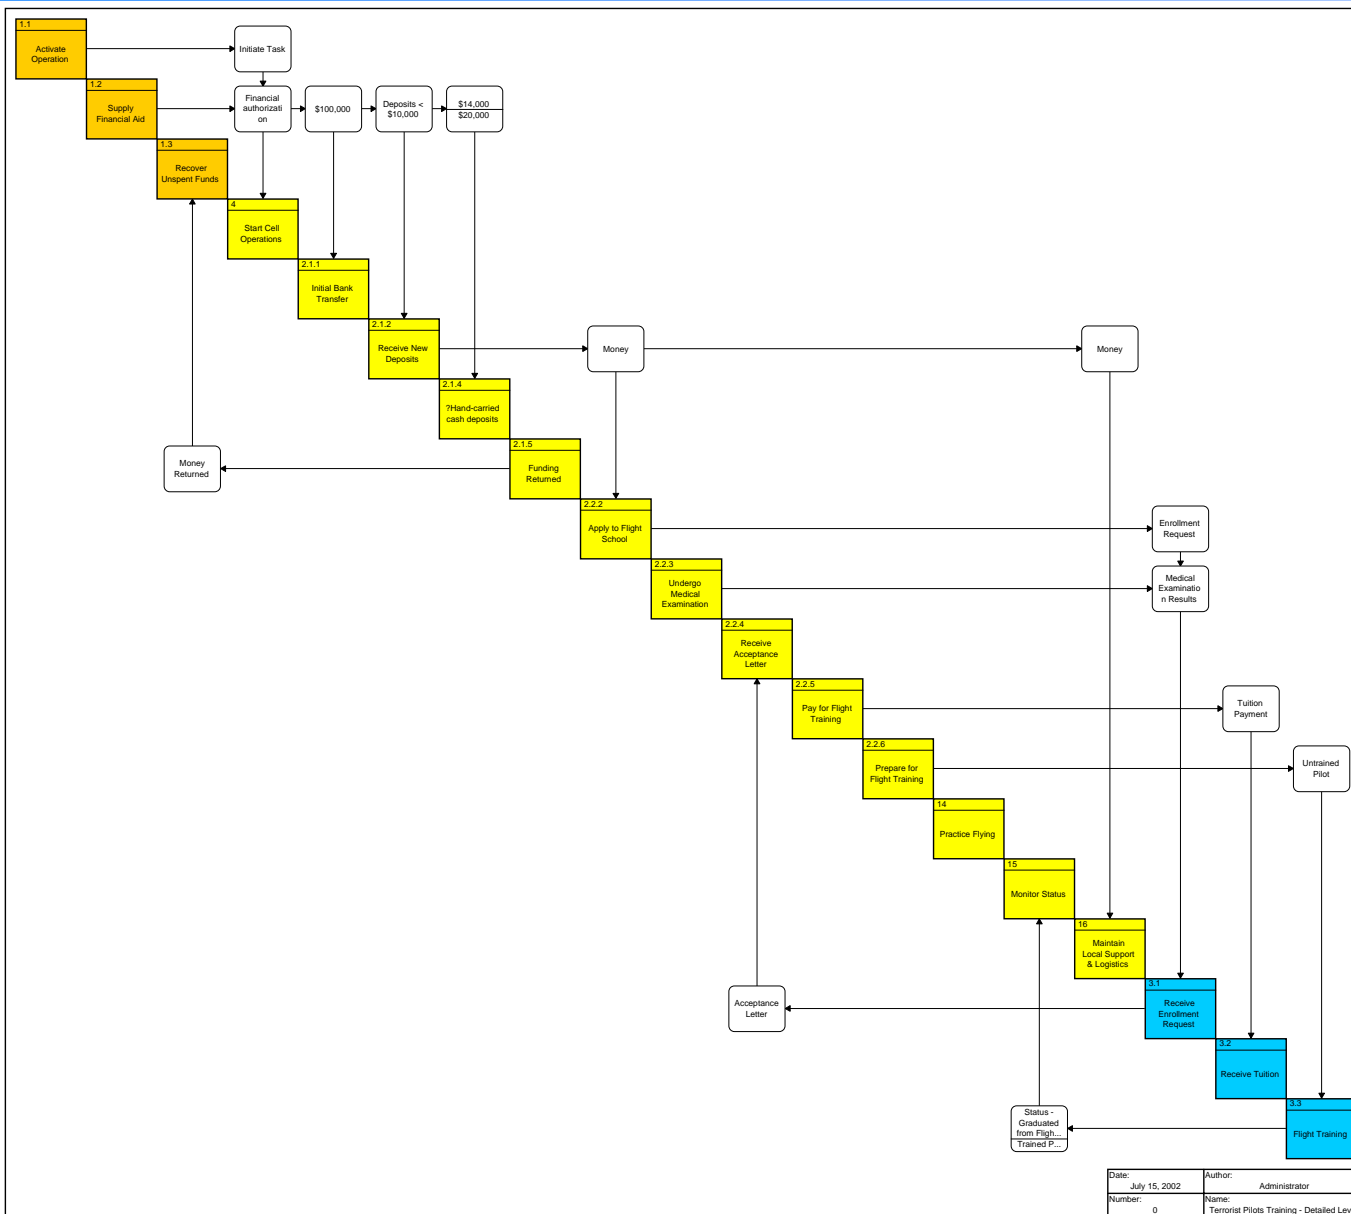 1.1
Activate
Operation
Initiate Task
1.2
Supply
Financial Aid
Financial
authorizati
on
$100,000
Deposits <
$10,000
$14,000
$20,000
1.3
Recover
Unspent Funds
4
Start Cell
Operations
2.1.1
Initial Bank
Transfer
2.1.2
Receive New
Deposits
Money
Money
2.1.4
?Hand-carried
cash deposits
2.1.5
Funding
Returned
Money
Returned
2.2.2
Apply to Flight
School
Enrollment
Request
2.2.3
Undergo
Medical
Examination
Medical
Examinatio
n Results
2.2.4
Receive
Acceptance
Letter
2.2.5
Pay for Flight
Training
Tuition
Payment
2.2.6
Prepare for
Flight Training
Untrained
Pilot
14
Practice Flying
15
Monitor Status
16
Maintain
Local Support
& Logistics
3.1
Receive
Enrollment
Request
Acceptance
Letter
3.2
Receive Tuition
3.3
Flight Training
Status -
Graduated
from Fligh...
Trained P...
Date:
July 15, 2002
Author:
Administrator
Number:
0
Name:
Terrorist Pilots Training - Detailed Lev